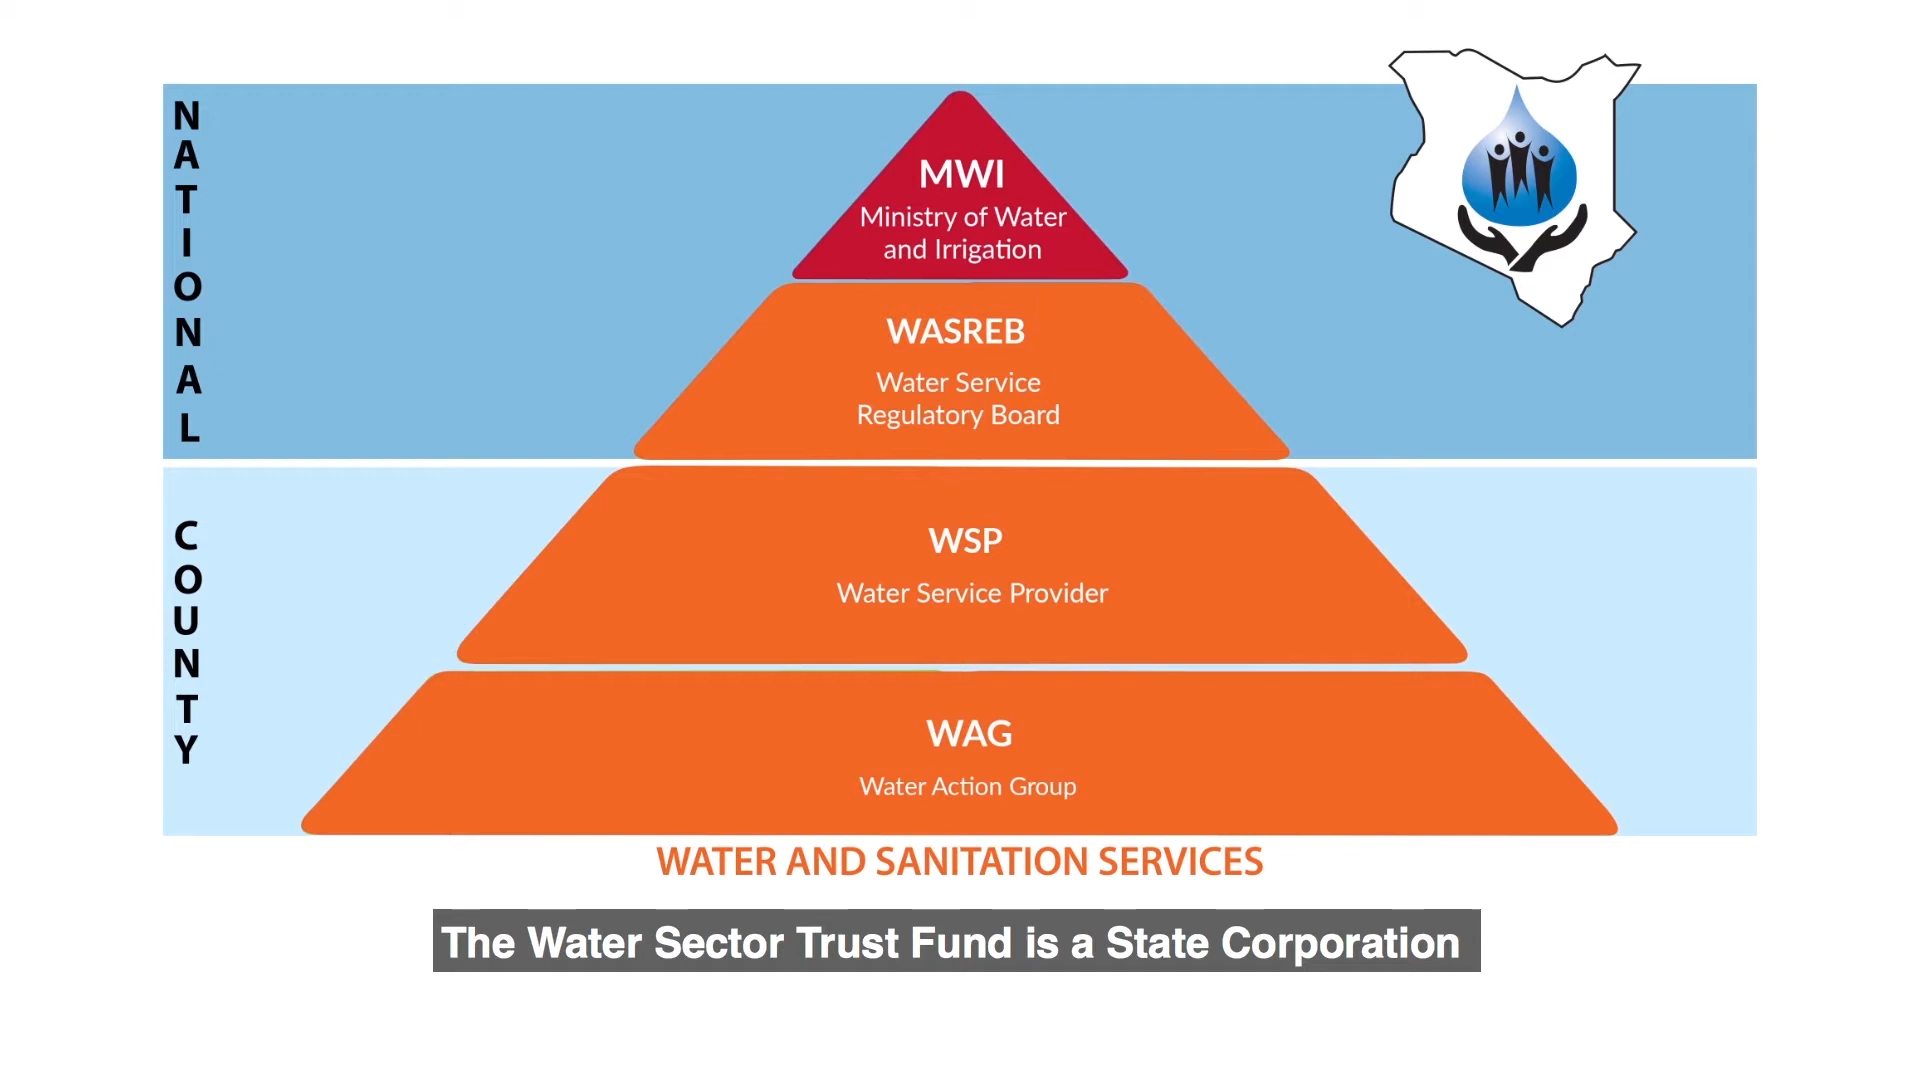 NATIONAL
MWI
Ministry of Water
and Irrigation
WASREB
Water Service
Regulatory Board
COUNTY
WSP
Water Service Provider
WAG
Water Action Group
WATER AND SANITATION SERVICES
The Water Sector Trust Fund is a State Corporation